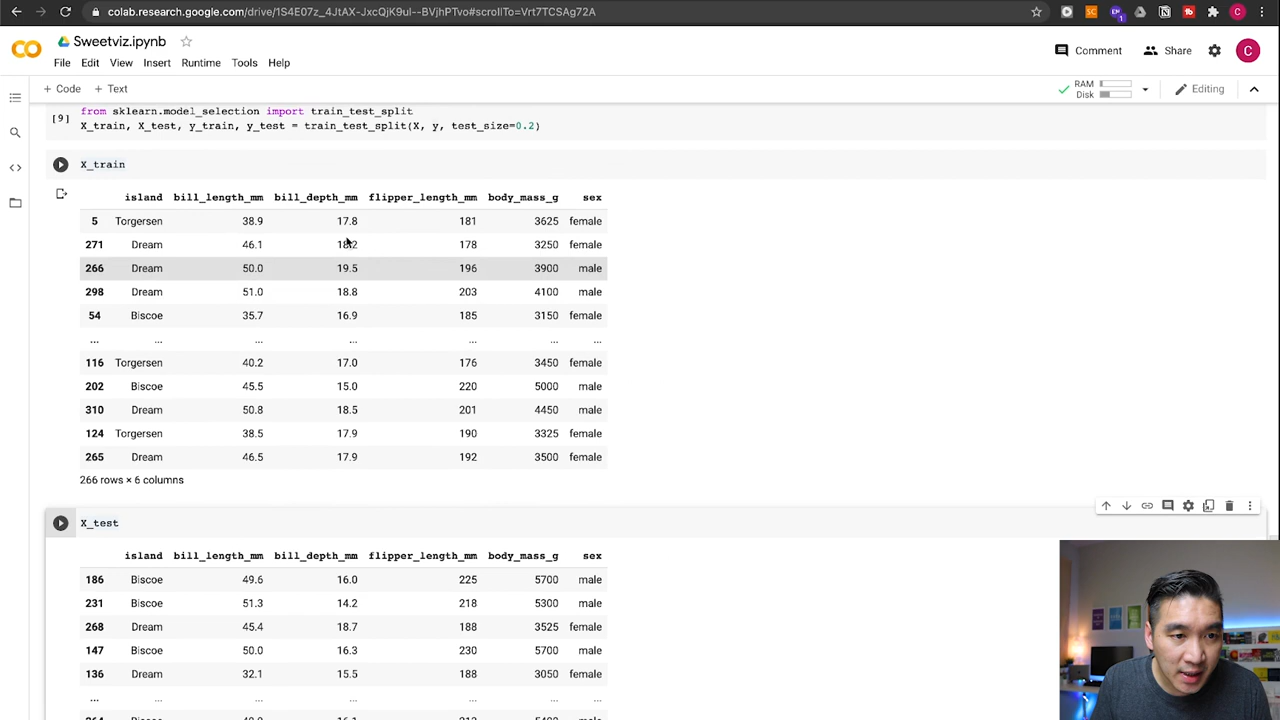 colab.research.google.com/drive/1S4E07z_4JtAX-JxcQjK9ul--BVjhPTvo#scrollTo=Vrt7TCSAg72A
Sweetviz.ipynb
File Edit View Insert Runtime Tools Help
Comment Share C
+ Code + Text
RAM
Disk
Editing
from sklearn.model_selection import train_test_split
[9]
X_train, X_test, y_train, y_test = train_test_split(X, y, test_size=0.2)
X_train
island bill_length_mm bill_depth_mm flipper_length_mm body_mass_g sex
5 Torgersen 38.9 17.8 181 3625 female
271 Dream 46.1 18.2 178 3250 female
266 Dream 50.0 19.5 196 3900 male
298 Dream 51.0 18.8 203 4100 male
54 Biscoe 35.7 16.9 185 3150 female
... ... ... ... ... ... ...
116 Torgersen 40.2 17.0 176 3450 female
202 Biscoe 45.5 15.0 220 5000 male
310 Dream 50.8 18.5 201 4450 male
124 Torgersen 38.5 17.9 190 3325 female
265 Dream 46.5 17.9 192 3500 female
266 rows × 6 columns
X_test
island bill_length_mm bill_depth_mm flipper_length_mm body_mass_g sex
186 Biscoe 49.6 16.0 225 5700 male
231 Biscoe 51.3 14.2 218 5300 male
268 Dream 45.4 18.7 188 3525 female
147 Biscoe 50.0 16.3 230 5700 male
136 Dream 32.1 15.5 188 3050 female
... ... ... ... ... ... ...